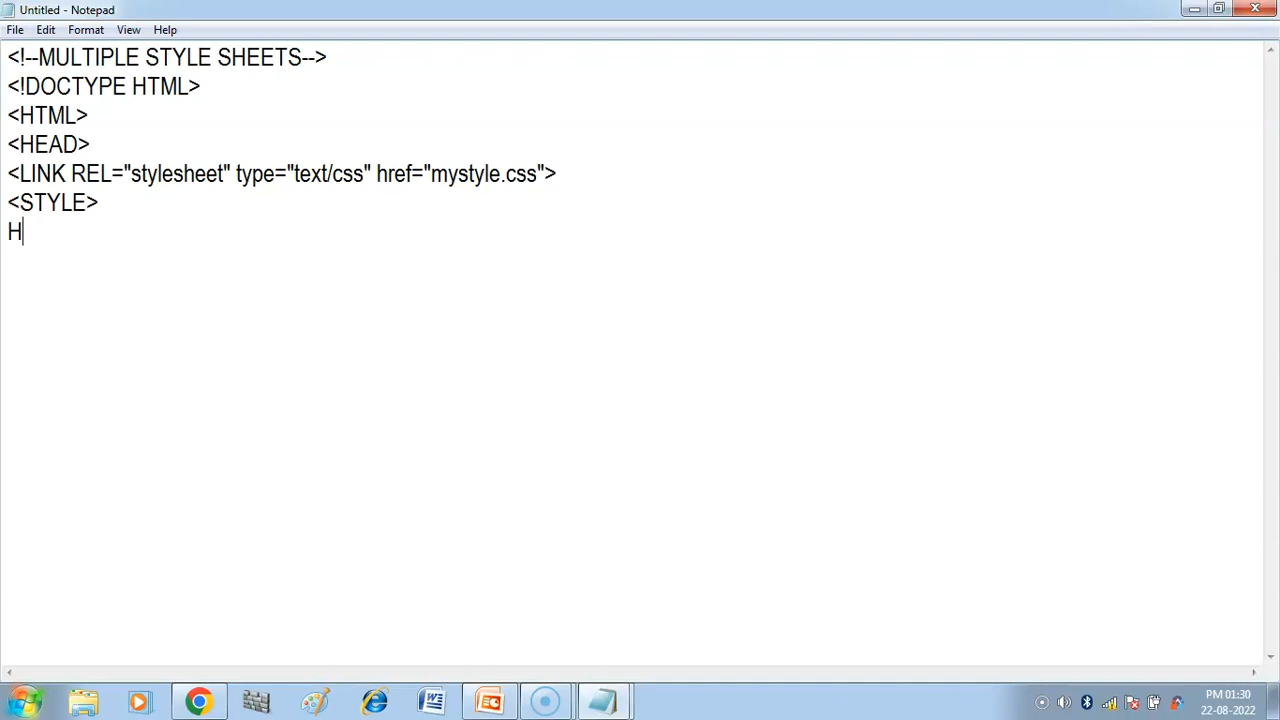 Untitled - Notepad
File Edit Format View Help
<!--MULTIPLE STYLE SHEETS-->
<!DOCTYPE HTML>
<HTML>
<HEAD>
<LINK REL="stylesheet" type="text/css" href="mystyle.css">
<STYLE>
H
PM 01:30
22-08-2022